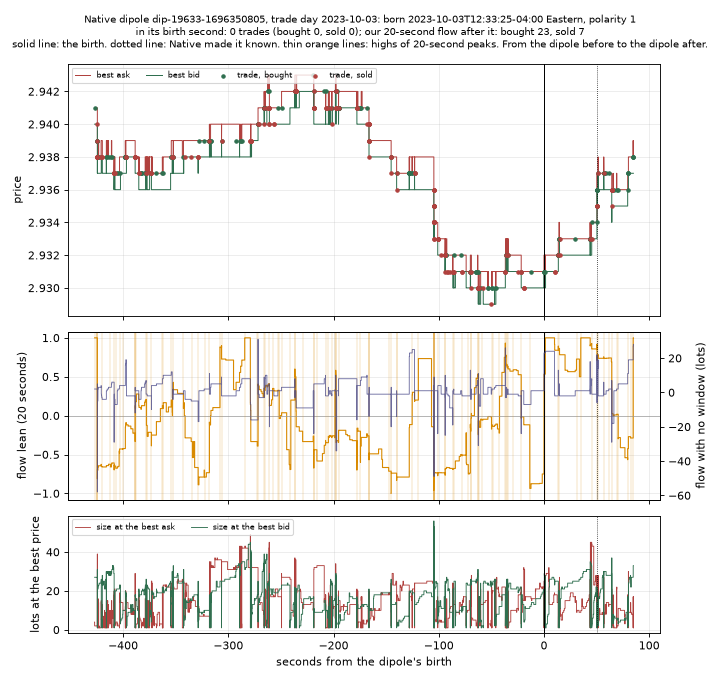 Native dipole dip-19633-1696350805, trade day 2023-10-03: born 2023-10-03T12:33:25-04:00 Eastern, polarity 1
in its birth second: 0 trades (bought 0, sold 0); our 20-second flow after it: bought 23, sold 7
solid line: the birth. dotted line: Native made it known. thin orange lines: highs of 20-second peaks. From the dipole before to the dipole after.
best ask best bid trade, bought trade, sold
2.942
2.940
2.938
2.936
2.934
2.932
2.930
price
1.0
0.5
0.0
−0.5
−1.0
flow lean (20 seconds)
20
0
−20
−40
−60
flow with no window (lots)
size at the best ask size at the best bid
40
20
0
lots at the best price
−400 −300 −200 −100 0 100
seconds from the dipole's birth